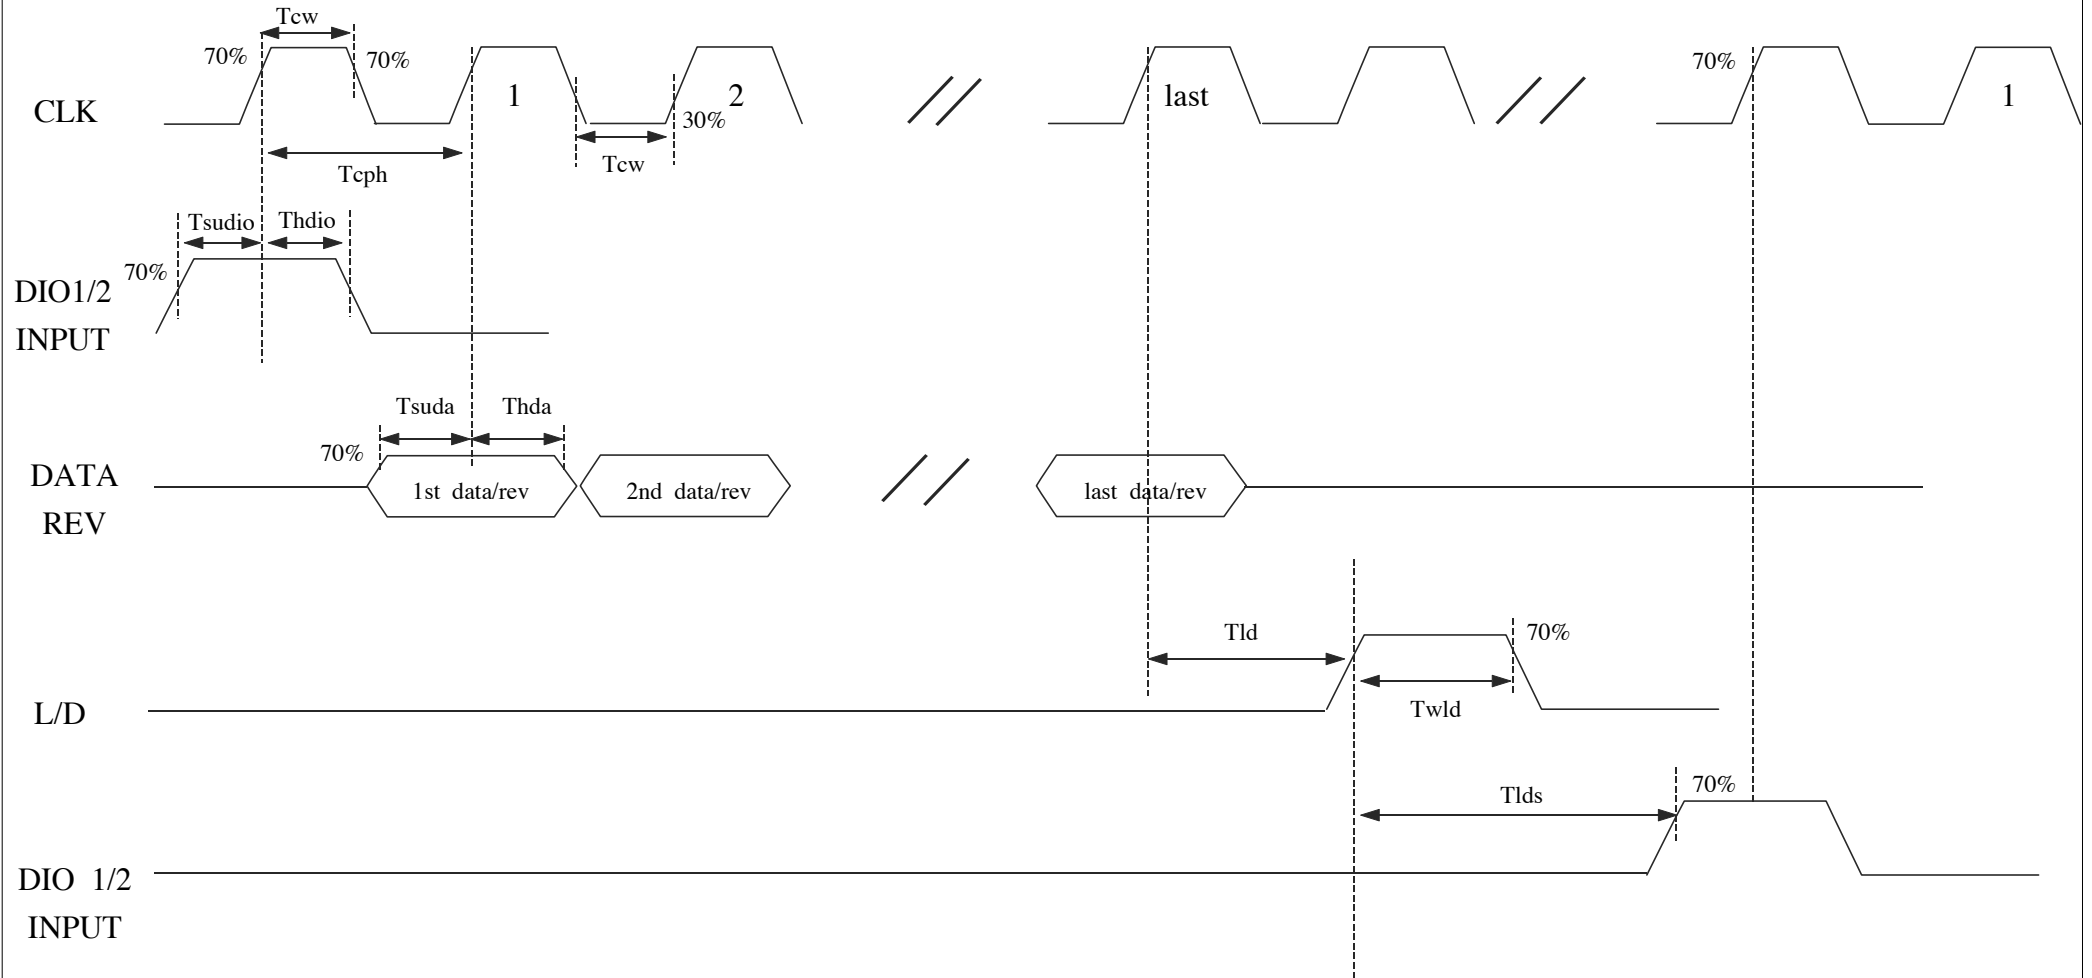 Tcw
70%
70%
CLK
1
2
last
70%
1
30%
Tcph
Tcw
Tsudio
Thdio
70%
DIO1/2
INPUT
Tsuda
Thda
70%
DATA
REV
1st data/rev
2nd data/rev
last data/rev
Tld
70%
L/D
Twld
70%
Tlds
DIO 1/2
INPUT